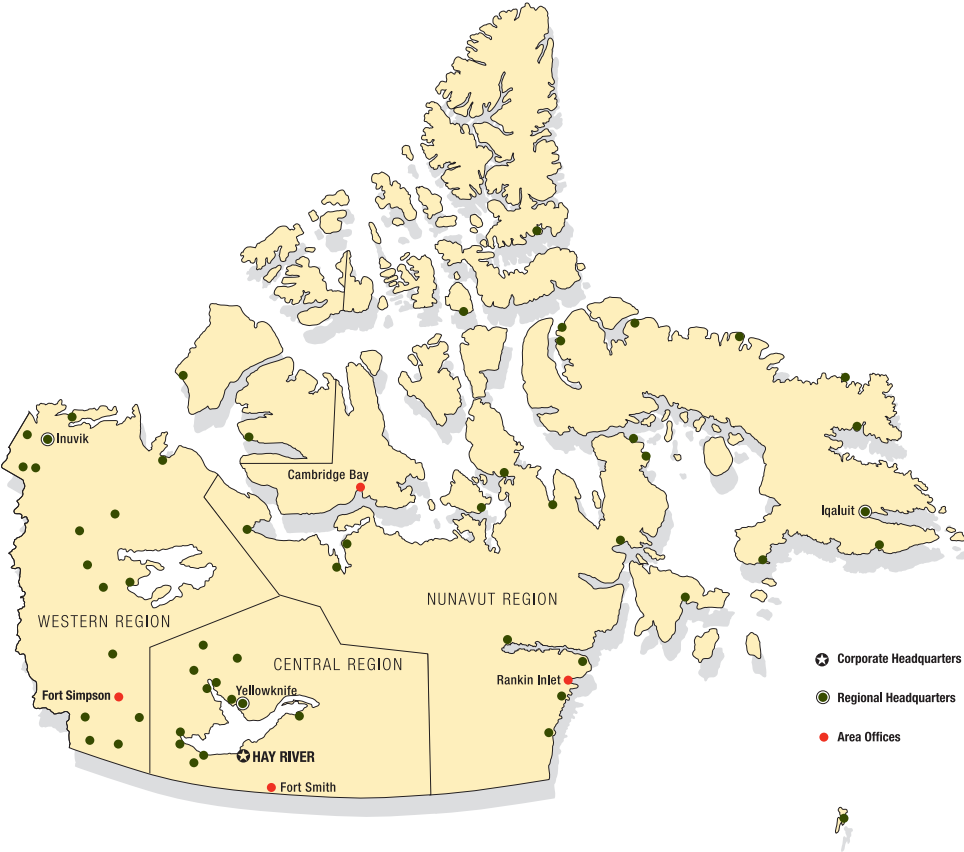 Inuvik
Cambridge Bay
Iqaluit
NUNAVUT REGION
WESTERN REGION
CENTRAL REGION
Rankin Inlet
Yellowknife
Fort Simpson
HAY RIVER
Fort Smith
Corporate Headquarters
Regional Headquarters
Area Offices